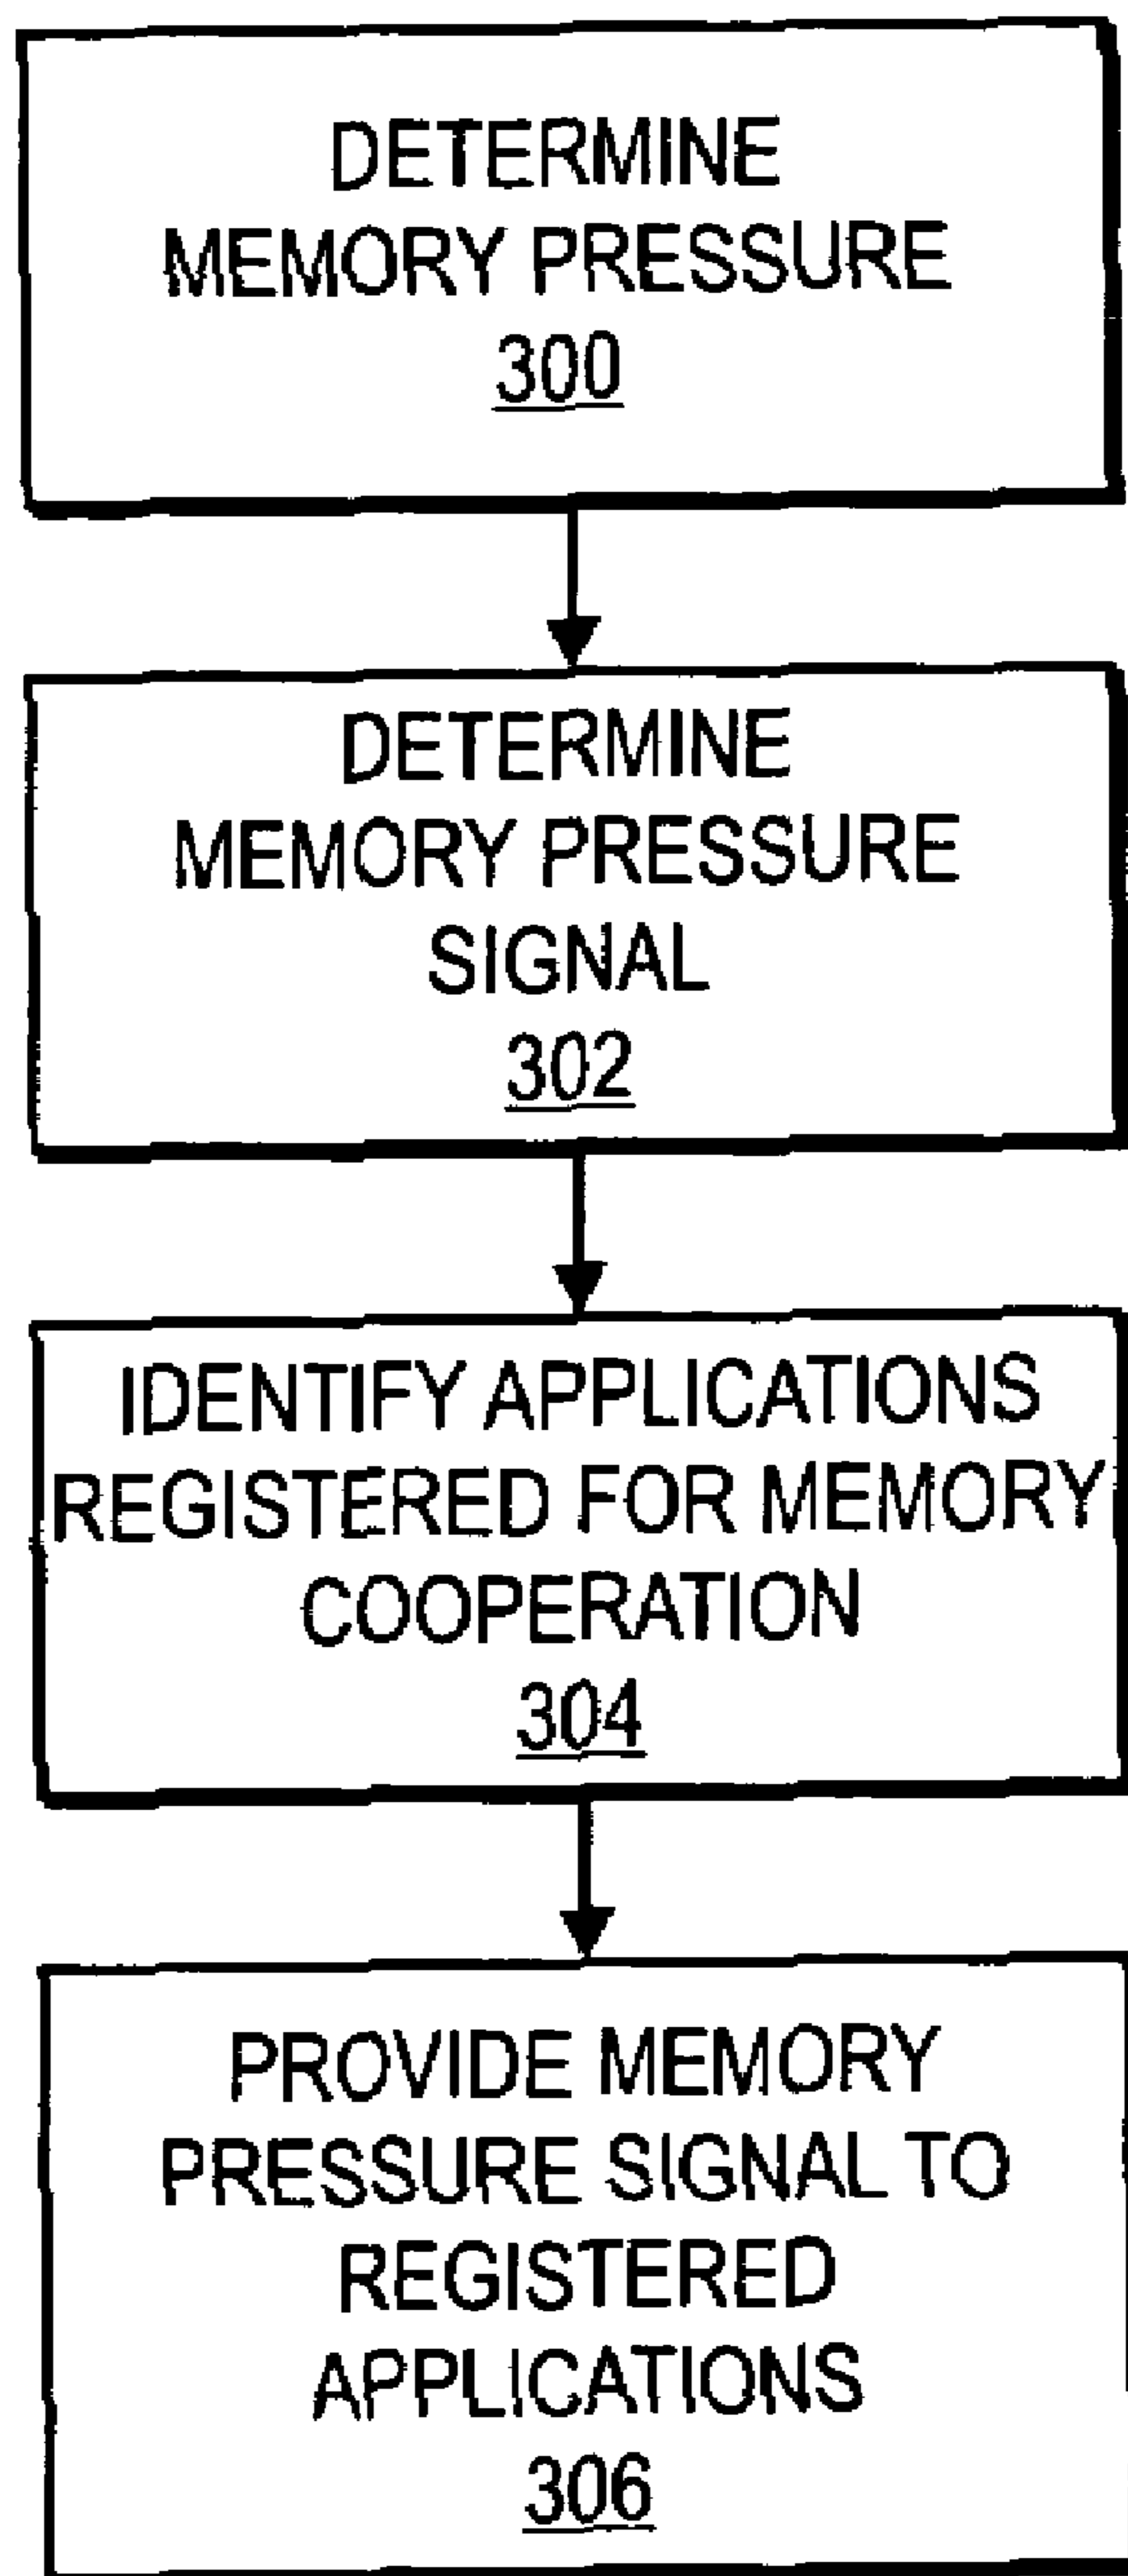 DETERMINE
MEMORY PRESSURE
300
DETERMINE
MEMORY PRESSURE
SIGNAL
302
IDENTIFY APPLICATIONS
REGISTERED FOR MEMORY
COOPERATION
304
PROVIDE MEMORY
PRESSURE SIGNAL TO
REGISTERED
APPLICATIONS
306